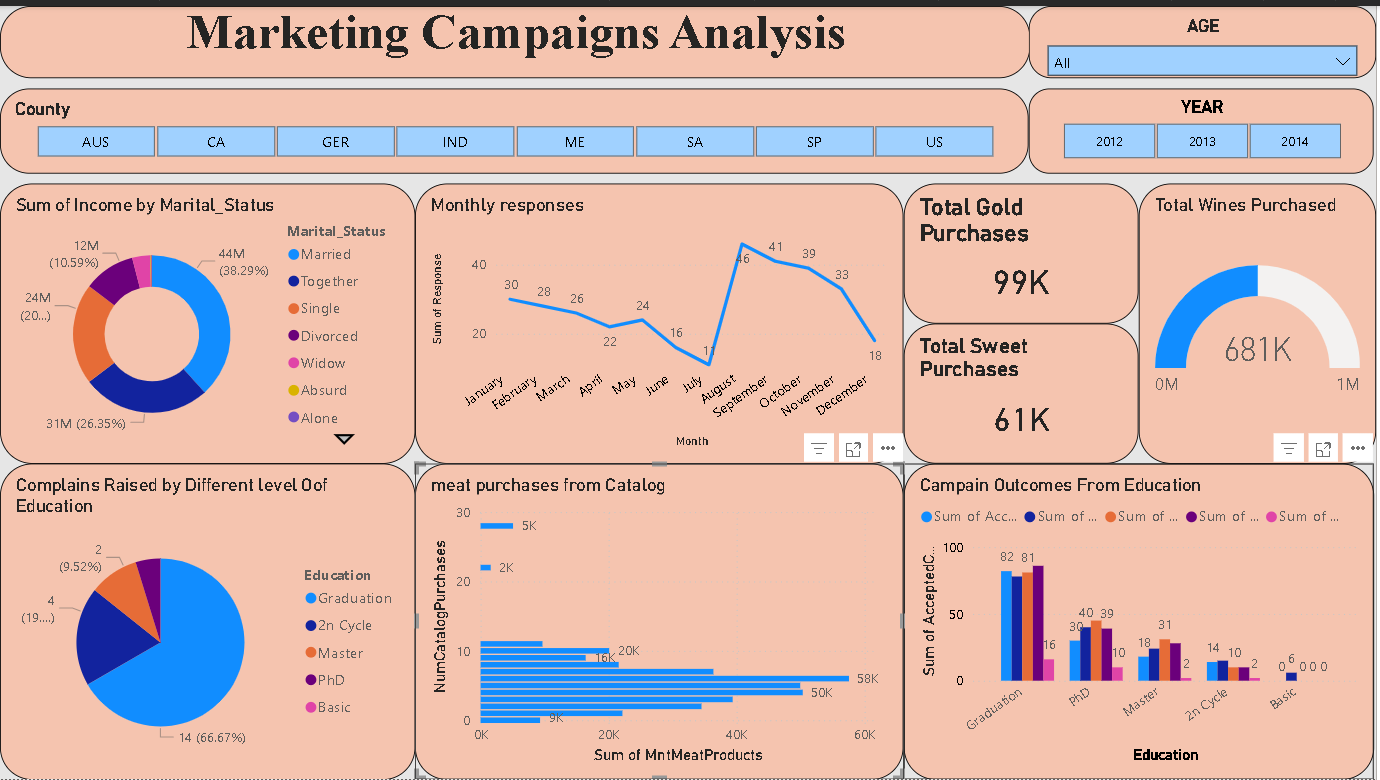 Marketing Campaigns Analysis
AGE
All
County
AUS CA GER IND ME SA SP US
YEAR
2012 2013 2014
Sum of Income by Marital_Status
44M
(38.29%)
31M (26.35%)
24M
(20...)
12M
(10.59%)
Marital_Status
Married
Together
Single
Divorced
Widow
Absurd
Alone
Monthly responses
Sum of Response
40
20
30 28 26 22 24 16 11 46 41 39 33 18
January February March April May June July August September October November December
Month
Total Gold
Purchases
99K
Total Sweet
Purchases
61K
Total Wines Purchased
681K
0M 1M
Complains Raised by Different level Oof
Education
2
(9.52%)
4
(19....)
14 (66.67%)
Education
Graduation
2n Cycle
Master
PhD
Basic
meat purchases from Catalog
NumCatalogPurchases
30
20
10
0
5K
2K
20K
16K
58K
50K
9K
0K 20K 40K 60K
Sum of MntMeatProducts
Campain Outcomes From Education
Sum of Acc... Sum of ... Sum of ... Sum of ... Sum of ...
Sum of AcceptedC...
100
50
0
82 81 16 30 40 39 10 18 31 2 14 10 2 0 6 0 0 0
Graduation PhD Master 2n Cycle Basic
Education